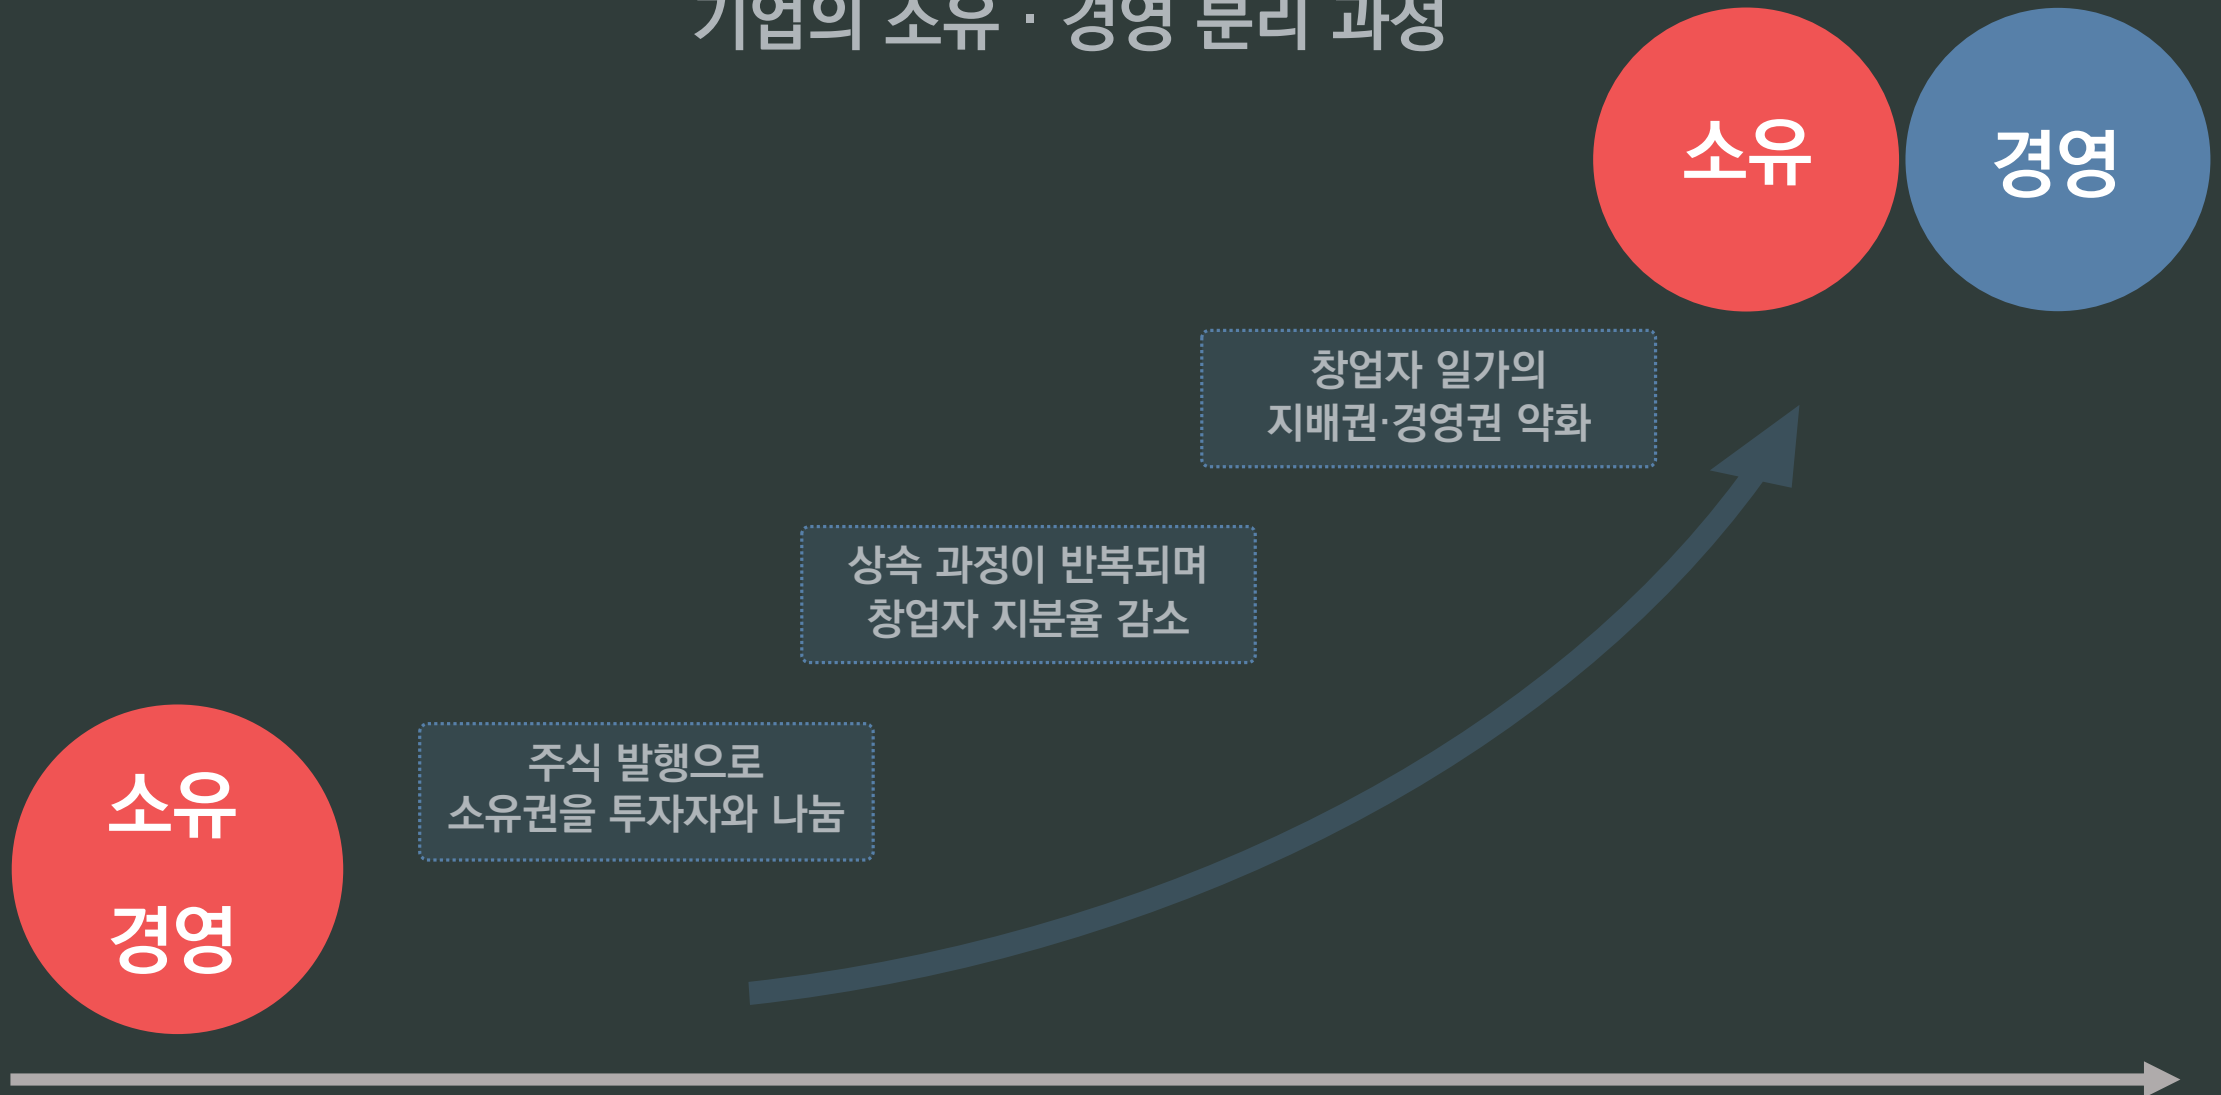 기업의 소유 · 경영 분리 과정
소유
경영
창업자 일가의
지배권·경영권 약화
상속 과정이 반복되며
창업자 지분율 감소
주식 발행으로
소유권을 투자자와 나눔
소유
경영